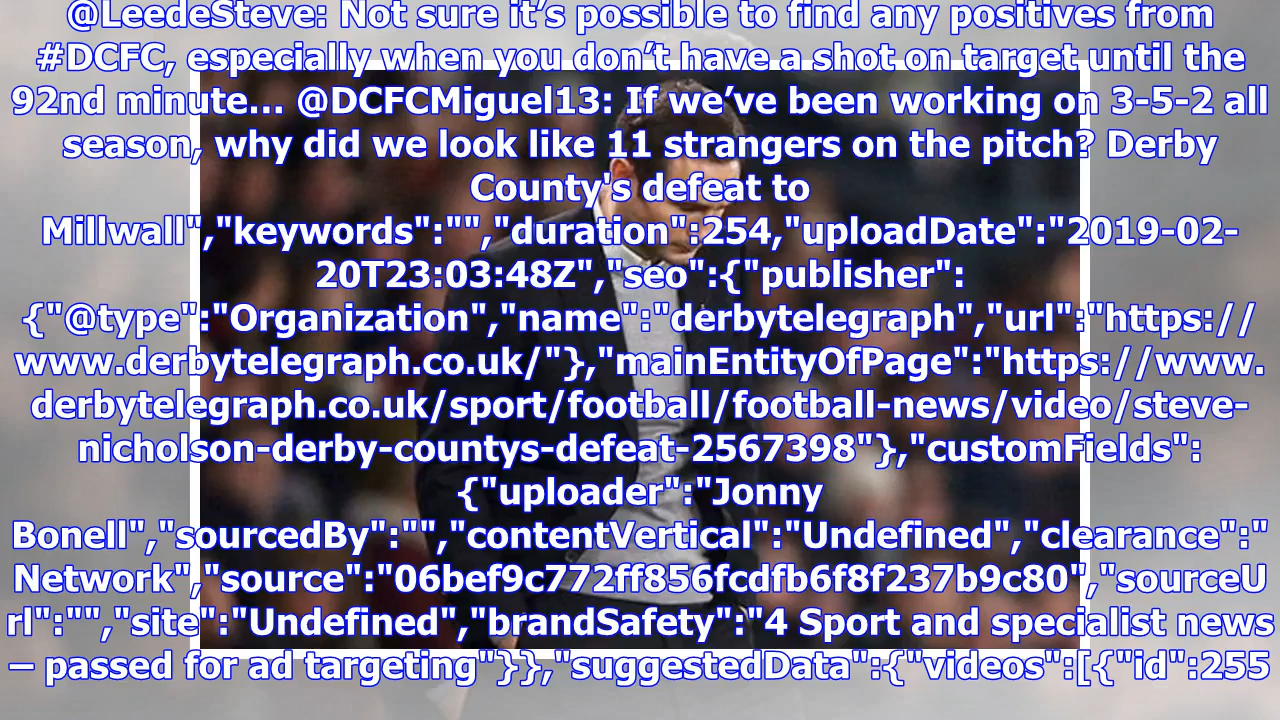 @LeedeSteve: Not sure it’s possible to find any positives from
#DCFC, especially when you don’t have a shot on target until the
92nd minute... @DCFCMiguel13: If we’ve been working on 3-5-2 all
season, why did we look like 11 strangers on the pitch? Derby
County's defeat to
Millwall","keywords":"","duration":254,"uploadDate":"2019-02-
20T23:03:48Z","seo":{"publisher":
{"@type":"Organization","name":"derbytelegraph","url":"https://
www.derbytelegraph.co.uk/"},"mainEntityOfPage":"https://www.
derbytelegraph.co.uk/sport/football/football-news/video/steve-
nicholson-derby-countys-defeat-2567398"},"customFields":
{"uploader":"Jonny
Bonell","sourcedBy":"","contentVertical":"Undefined","clearance":"
Network","source":"06bef9c772ff856fcdfb6f8f237b9c80","sourceU
rl":"","site":"Undefined","brandSafety":"4 Sport and specialist news
– passed for ad targeting"}},"suggestedData":{"videos":[{"id":255